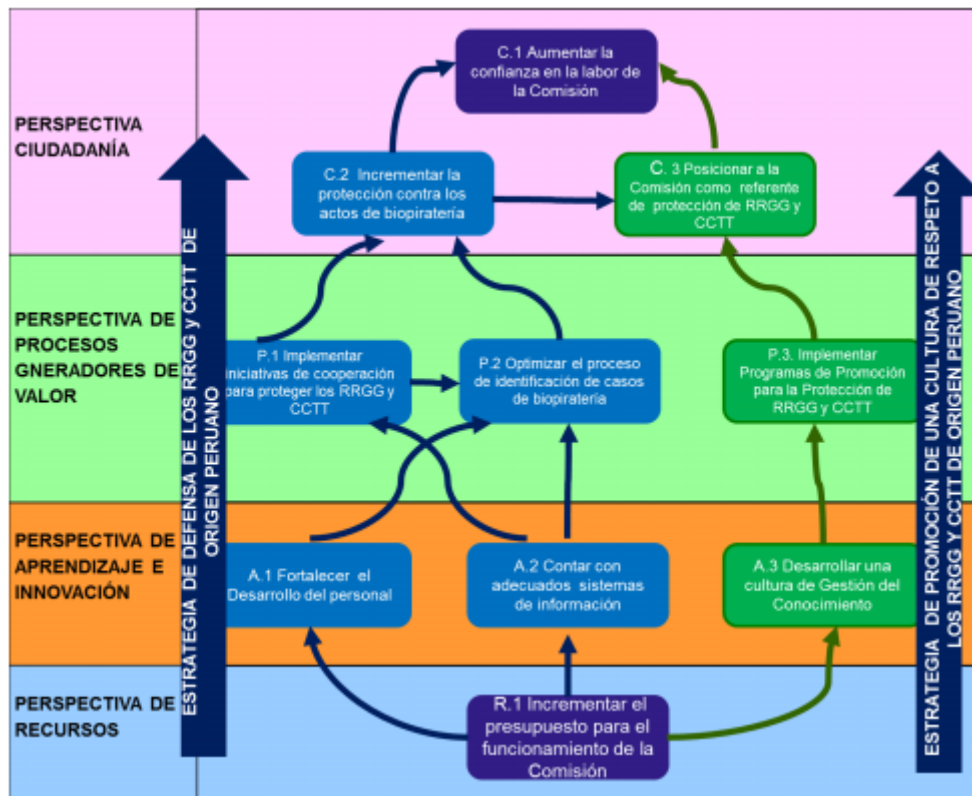 C.1 Aumentar la
confianza en la labor de
la Comisión
PERSPECTIVA
CIUDADANÍA
C.2 Incrementar la
protección contra los
actos de biopiratería
C. 3 Posicionar a la
Comisión como referente
de protección de RRGG y
CCTT
PERSPECTIVA DE
PROCESOS
GNERADORES DE
VALOR
P.1 Implementar
iniciativas de cooperación
para proteger los RRGG y
CCTT
P.2 Optimizar el proceso
de identificación de casos
de biopiratería
P.3. Implementar
Programas de Promoción
para la Protección de
RRGG y CCTT
PERSPECTIVA DE
APRENDIZAJE E
INNOVACIÓN
A.1 Fortalecer el
Desarrollo del personal
A.2 Contar con
adecuados sistemas
de información
A.3 Desarrollar una
cultura de Gestión del
Conocimiento
PERSPECTIVA DE
RECURSOS
R.1 Incrementar el
presupuesto para el
funcionamiento de la
Comisión
ESTRATEGIA DE DEFENSA DE LOS RRGG y CCTT DE
ORIGEN PERUANO
ESTRATEGIA DE PROMOCIÓN DE UNA CULTURA DE RESPETO A
LOS RRGG Y CCTT DE ORIGEN PERUANO